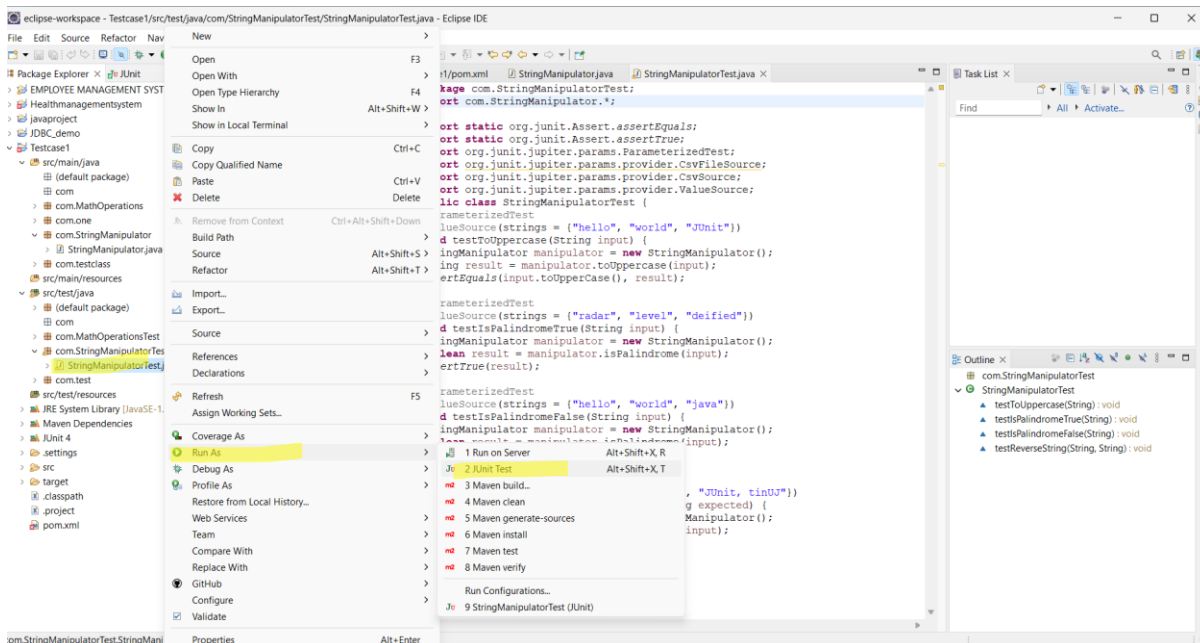 eclipse-workspace - Testcase1/src/test/java/com/StringManipulatorTest/StringManipulatorTest.java - Eclipse IDE
File Edit Source Refactor Nav
Package Explorer × JUnit
EMPLOYEE MANAGEMENT SYST
Healthmanagementsystem
javaproject
JDBC_demo
Testcase1
src/main/java
(default package)
com
com.MathOperations
com.one
com.StringManipulator
StringManipulator.java
com.testclass
src/main/resources
src/test/java
(default package)
com
com.MathOperationsTest
com.StringManipulatorTes
StringManipulatorTest.j
com.test
src/test/resources
JRE System Library [JavaSE-1.
Maven Dependencies
JUnit 4
.settings
src
target
.classpath
.project
pom.xml
com.StringManipulatorTest.StringMani
New
Open F3
Open With
Open Type Hierarchy F4
Show In Alt+Shift+W
Show in Local Terminal
Copy Ctrl+C
Copy Qualified Name
Paste Ctrl+V
Delete Delete
Remove from Context Ctrl+Alt+Shift+Down
Build Path
Source Alt+Shift+S
Refactor Alt+Shift+T
Import...
Export...
Source
References
Declarations
Refresh F5
Assign Working Sets...
Coverage As
Run As
Debug As
Profile As
Restore from Local History...
Web Services
Team
Compare With
Replace With
GitHub
Configure
Validate
Properties Alt+Enter
1 Run on Server Alt+Shift+X, R
2 JUnit Test Alt+Shift+X, T
3 Maven build...
4 Maven clean
5 Maven generate-sources
6 Maven install
7 Maven test
8 Maven verify
Run Configurations...
9 StringManipulatorTest (JUnit)
e1/pom.xml StringManipulator.java StringManipulatorTest.java ×
kage com.StringManipulatorTest;
ort com.StringManipulator.*;
ort static org.junit.Assert.assertEquals;
ort static org.junit.Assert.assertTrue;
ort org.junit.jupiter.params.ParameterizedTest;
ort org.junit.jupiter.params.provider.CsvFileSource;
ort org.junit.jupiter.params.provider.CsvSource;
ort org.junit.jupiter.params.provider.ValueSource;
lic class StringManipulatorTest {
rameterizedTest
lueSource(strings = {"hello", "world", "JUnit"})
d testToUppercase(String input) {
ingManipulator manipulator = new StringManipulator();
ing result = manipulator.toUppercase(input);
ertEquals(input.toUpperCase(), result);
rameterizedTest
lueSource(strings = {"radar", "level", "deified"})
d testIsPalindromeTrue(String input) {
ingManipulator manipulator = new StringManipulator();
lean result = manipulator.isPalindrome(input);
ertTrue(result);
rameterizedTest
lueSource(strings = {"hello", "world", "java"})
d testIsPalindromeFalse(String input) {
ingManipulator manipulator = new StringManipulator();
lean result = manipulator.isPalindrome(input);
, "JUnit, tinUJ"})
g expected) {
Manipulator();
input);
Task List ×
Find All Activate...
Outline ×
com.StringManipulatorTest
StringManipulatorTest
testToUppercase(String) : void
testIsPalindromeTrue(String) : void
testIsPalindromeFalse(String) : void
testReverseString(String, String) : void